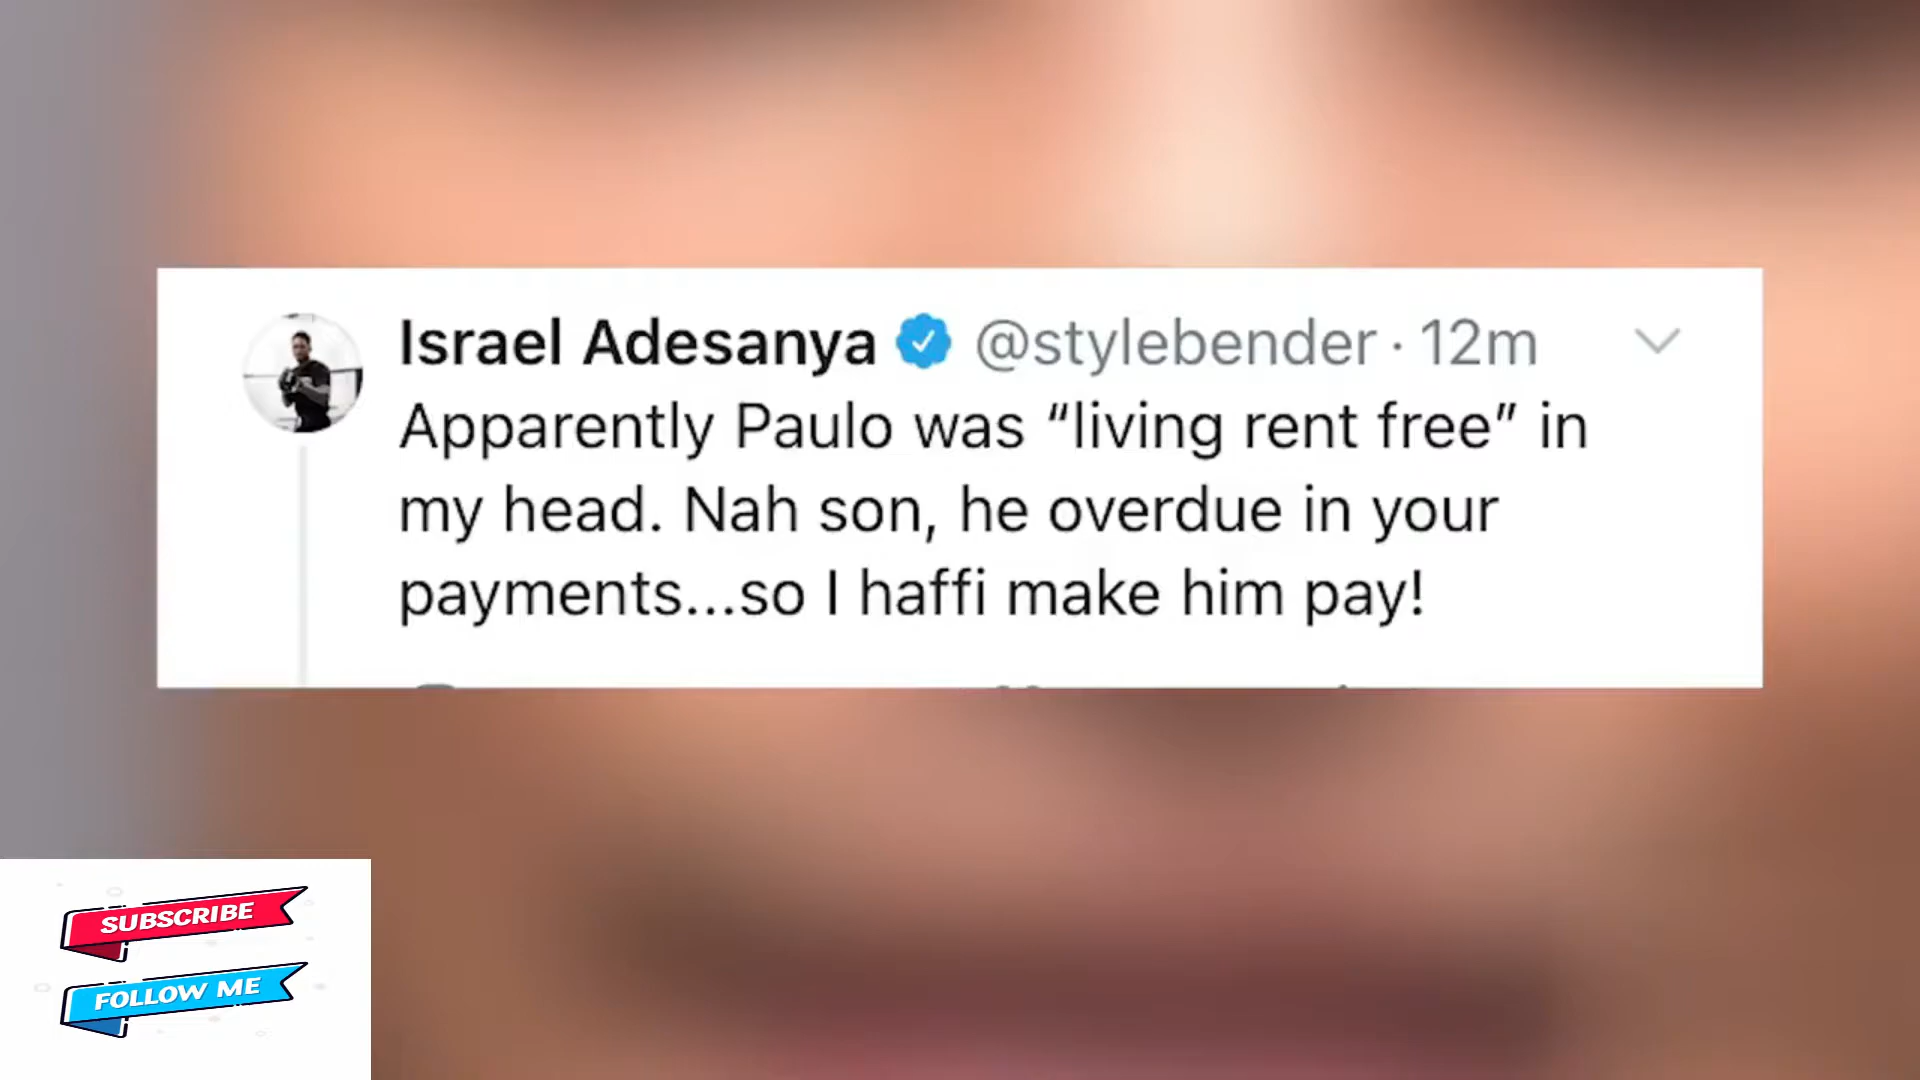 Israel Adesanya @stylebender · 12m
Apparently Paulo was “living rent free” in
my head. Nah son, he overdue in your
payments...so I haffi make him pay!
SUBSCRIBE
FOLLOW ME